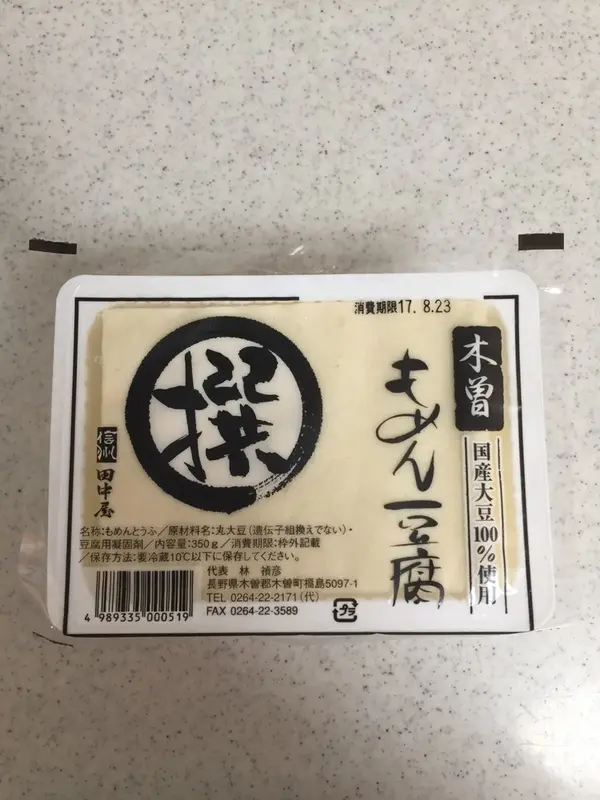 消費期限17. 8.23
木曽
もめん豆腐
国産大豆100%使用
撰
信州
田中屋
名称:もめんとうふ/原材料名:丸大豆(遺伝子組換えでない)・
豆腐用凝固剤/内容量:350g/消費期限:枠外記載
/保存方法:要冷蔵10℃以下に保存してください。
代表 林 禎彦
長野県木曽郡木曽町福島5097-1
TEL 0264-22-2171(代)
FAX 0264-22-3589
プラ
4 989335 000519